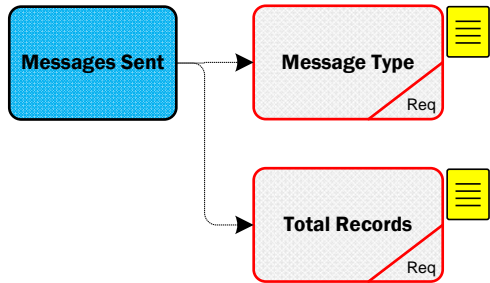 Messages Sent
Message Type
Req
Total Records
Req